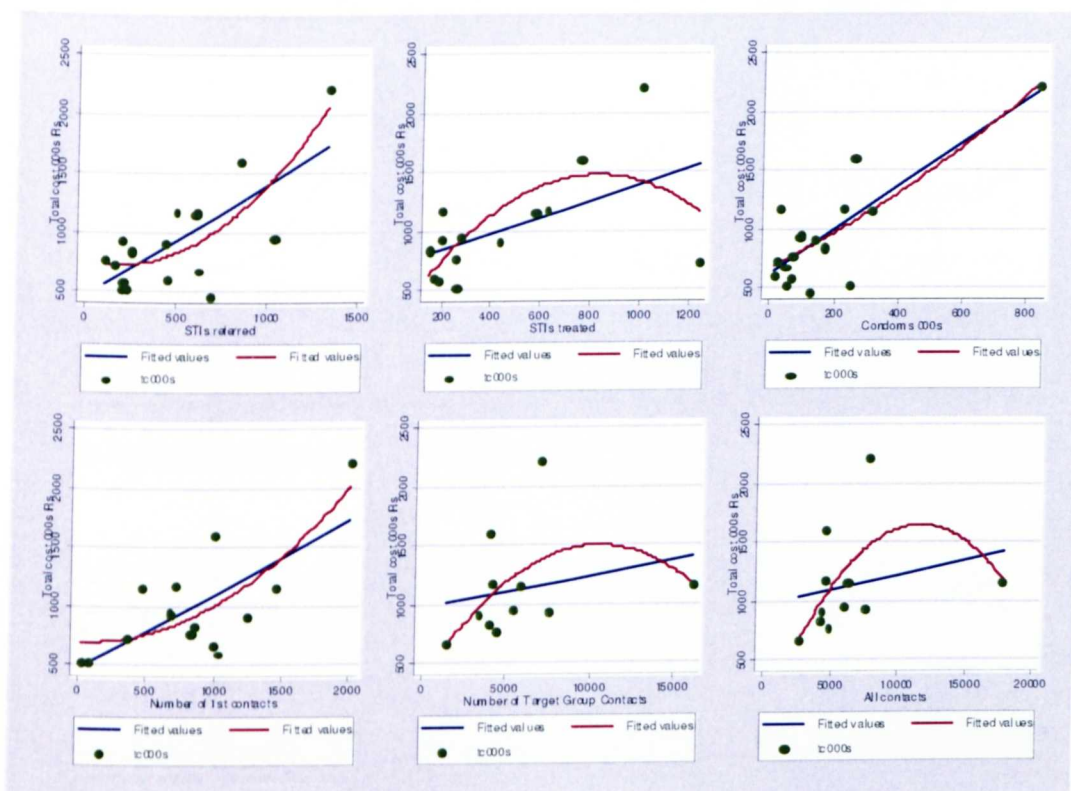 2500
2000
1500
1000
500
Total cost 000s Rs
0 500 1000 1500
STIs referred
Fitted values Fitted values
tc000s
2500
2000
1500
1000
500
Total cost 000s Rs
200 400 600 800 1000 1200
STIs treated
Fitted values Fitted values
tc000s
2500
2000
1500
1000
500
Total cost 000s Rs
0 200 400 600 800
Condoms 000s
Fitted values Fitted values
tc000s
2500
2000
1500
1000
500
Total cost 000s Rs
0 500 1000 1500 2000
Number of 1st contacts
Fitted values Fitted values
tc000s
2500
2000
1500
1000
500
Total cost 000s Rs
0 5000 10000 15000
Number of Target Group Contacts
Fitted values Fitted values
tc000s
2500
2000
1500
1000
500
Total cost 000s Rs
0 5000 10000 15000 20000
All contacts
Fitted values Fitted values
tc000s